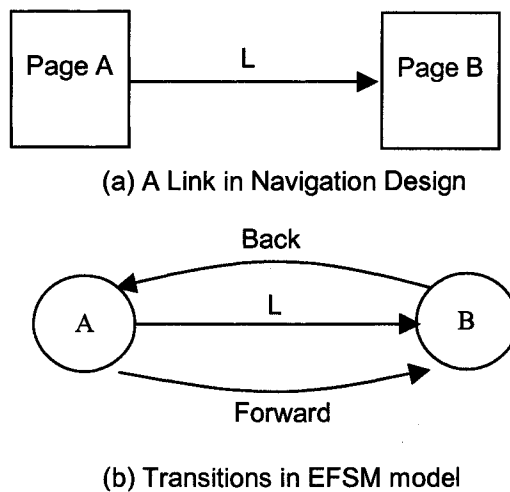 Page A
L
Page B
(a) A Link in Navigation Design
Back
A
L
B
Forward
(b) Transitions in EFSM model